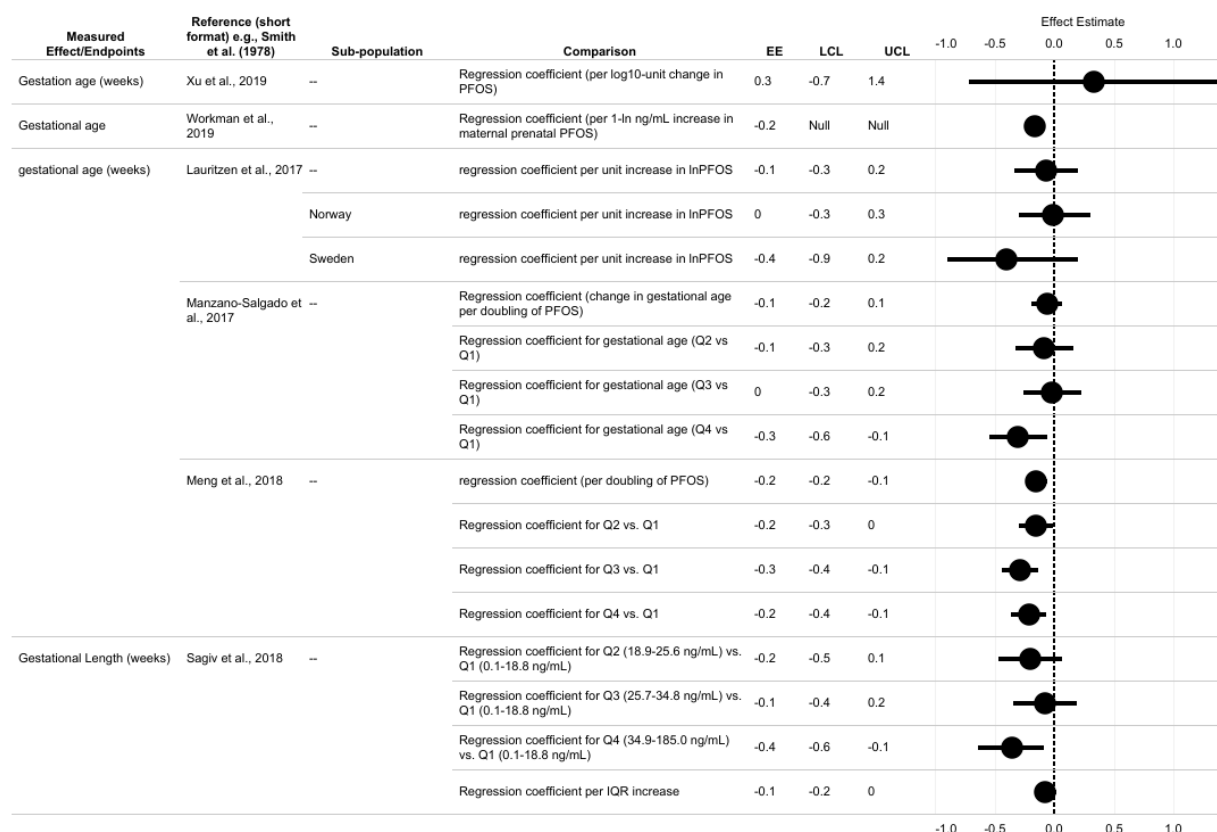 Measured Effect/Endpoints Reference (short format) e.g., Smith et al. (1978) Sub-population Comparison EE LCL UCL Effect Estimate
-1.0 -0.5 0.0 0.5 1.0
Gestation age (weeks) Xu et al., 2019 -- Regression coefficient (per log10-unit change in PFOS) 0.3 -0.7 1.4
Gestational age Workman et al., 2019 -- Regression coefficient (per 1-ln ng/mL increase in maternal prenatal PFOS) -0.2 Null Null
gestational age (weeks) Lauritzen et al., 2017 -- regression coefficient per unit increase in lnPFOS -0.1 -0.3 0.2
Norway regression coefficient per unit increase in lnPFOS 0 -0.3 0.3
Sweden regression coefficient per unit increase in lnPFOS -0.4 -0.9 0.2
Manzano-Salgado et al., 2017 -- Regression coefficient (change in gestational age per doubling of PFOS) -0.1 -0.2 0.1
Regression coefficient for gestational age (Q2 vs Q1) -0.1 -0.3 0.2
Regression coefficient for gestational age (Q3 vs Q1) 0 -0.3 0.2
Regression coefficient for gestational age (Q4 vs Q1) -0.3 -0.6 -0.1
Meng et al., 2018 -- regression coefficient (per doubling of PFOS) -0.2 -0.2 -0.1
Regression coefficient for Q2 vs. Q1 -0.2 -0.3 0
Regression coefficient for Q3 vs. Q1 -0.3 -0.4 -0.1
Regression coefficient for Q4 vs. Q1 -0.2 -0.4 -0.1
Gestational Length (weeks) Sagiv et al., 2018 -- Regression coefficient for Q2 (18.9-25.6 ng/mL) vs. Q1 (0.1-18.8 ng/mL) -0.2 -0.5 0.1
Regression coefficient for Q3 (25.7-34.8 ng/mL) vs. Q1 (0.1-18.8 ng/mL) -0.1 -0.4 0.2
Regression coefficient for Q4 (34.9-185.0 ng/mL) vs. Q1 (0.1-18.8 ng/mL) -0.4 -0.6 -0.1
Regression coefficient per IQR increase -0.1 -0.2 0
-1.0 -0.5 0.0 0.5 1.0